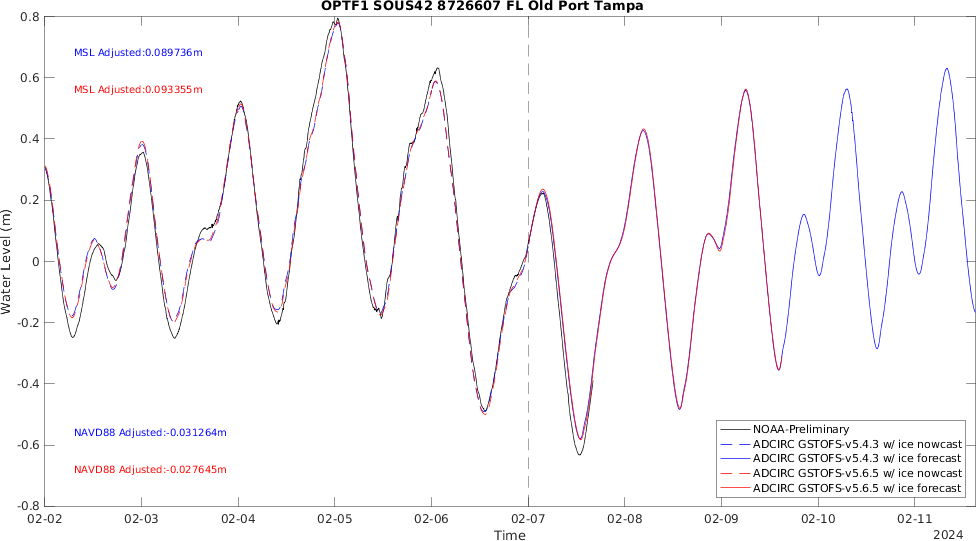 OPTF1 SOUS42 8726607 FL Old Port Tampa
0.8
0.6
0.4
0.2
0
-0.2
-0.4
-0.6
-0.8
Water Level (m)
MSL Adjusted:0.089736m
MSL Adjusted:0.093355m
NAVD88 Adjusted:-0.031264m
NAVD88 Adjusted:-0.027645m
NOAA-Preliminary
ADCIRC GSTOFS-v5.4.3 w/ ice nowcast
ADCIRC GSTOFS-v5.4.3 w/ ice forecast
ADCIRC GSTOFS-v5.6.5 w/ ice nowcast
ADCIRC GSTOFS-v5.6.5 w/ ice forecast
02-02 02-03 02-04 02-05 02-06 02-07 02-08 02-09 02-10 02-11
Time
2024